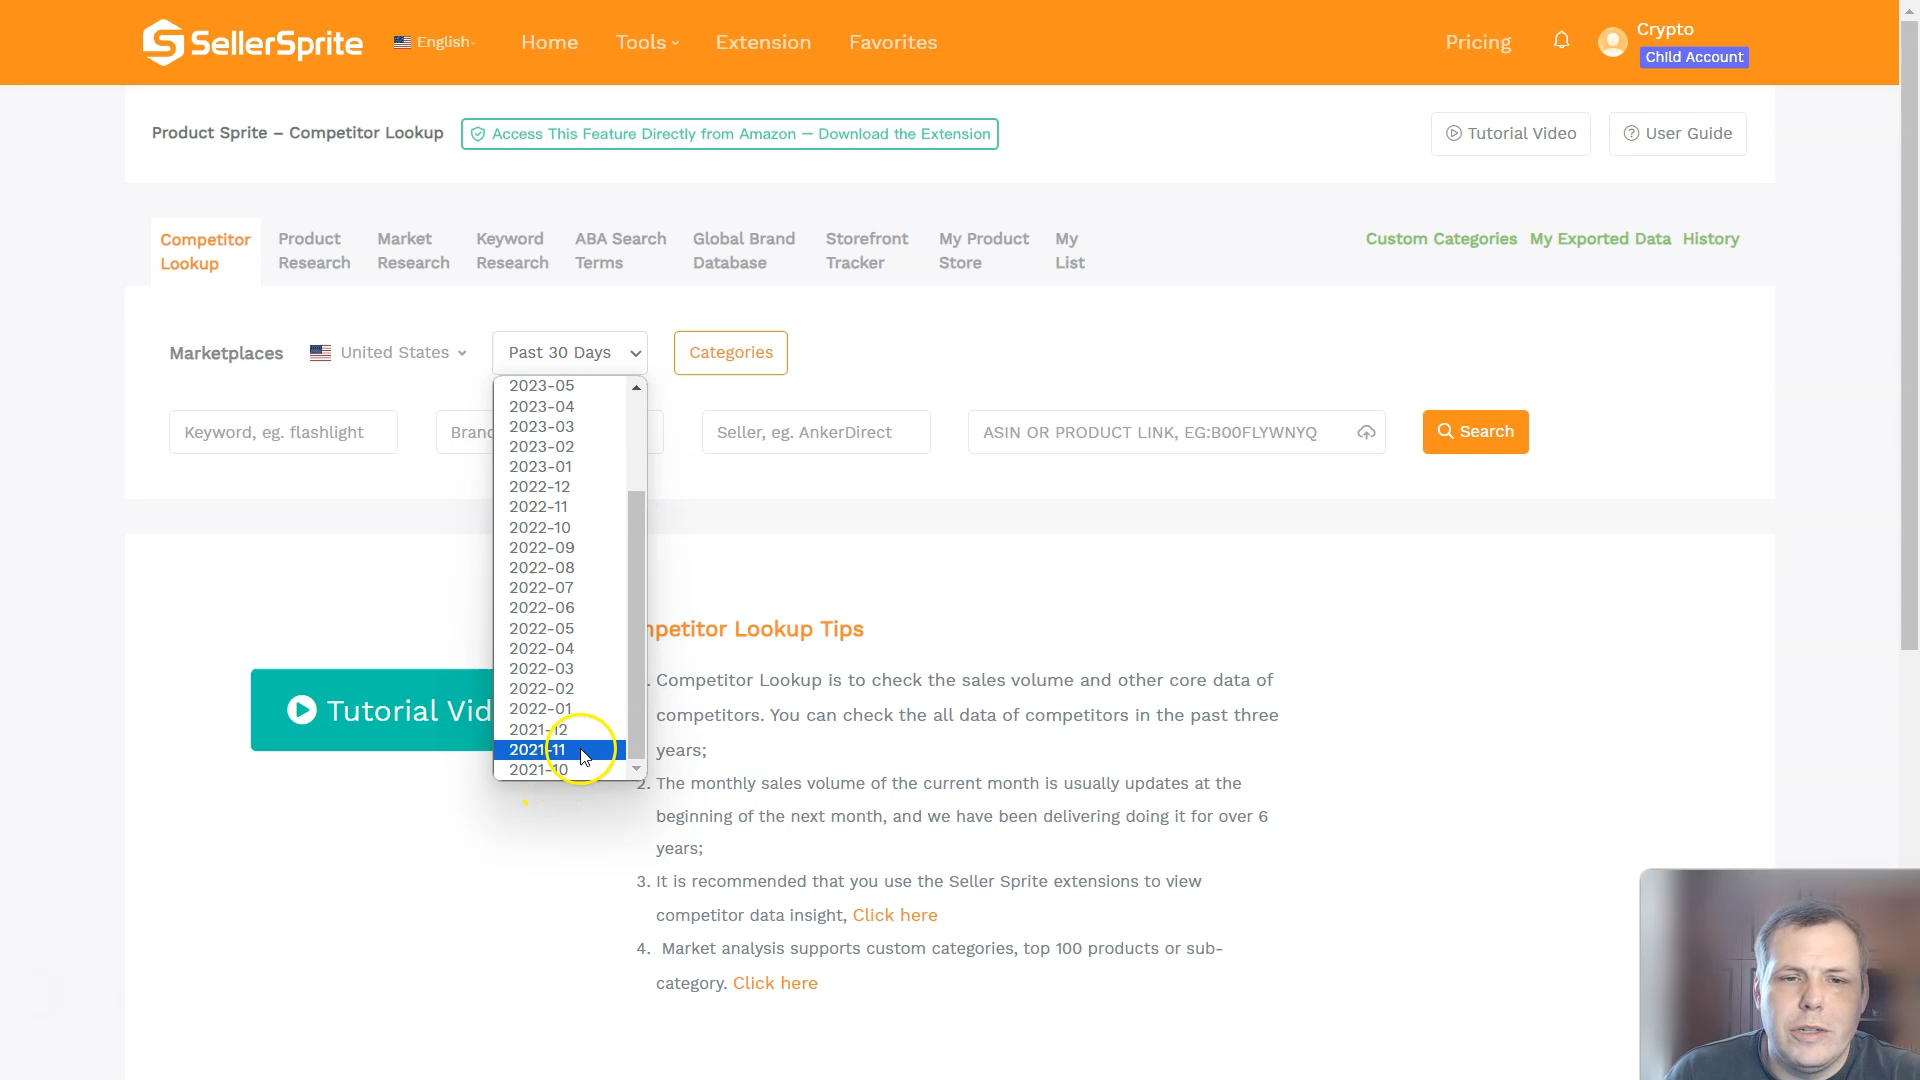 SellerSprite
English
Home
Tools
Extension
Favorites
Pricing
Crypto
Child Account
Product Sprite – Competitor Lookup
Access This Feature Directly from Amazon — Download the Extension
Tutorial Video
User Guide
Competitor Lookup
Product Research
Market Research
Keyword Research
ABA Search Terms
Global Brand Database
Storefront Tracker
My Product Store
My List
Custom Categories
My Exported Data
History
Marketplaces
United States
Past 30 Days
Categories
2023-05
2023-04
2023-03
2023-02
2023-01
2022-12
2022-11
2022-10
2022-09
2022-08
2022-07
2022-06
2022-05
2022-04
2022-03
2022-02
2022-01
2021-12
2021-11
2021-10
Keyword, eg. flashlight
Brand
Seller, eg. AnkerDirect
ASIN OR PRODUCT LINK, EG:B00FLYWNYQ
Search
Tutorial Vid
mpetitor Lookup Tips
. Competitor Lookup is to check the sales volume and other core data of
competitors. You can check the all data of competitors in the past three
years;
2. The monthly sales volume of the current month is usually updates at the
beginning of the next month, and we have been delivering doing it for over 6
years;
3. It is recommended that you use the Seller Sprite extensions to view
competitor data insight, Click here
4. Market analysis supports custom categories, top 100 products or sub-
category. Click here